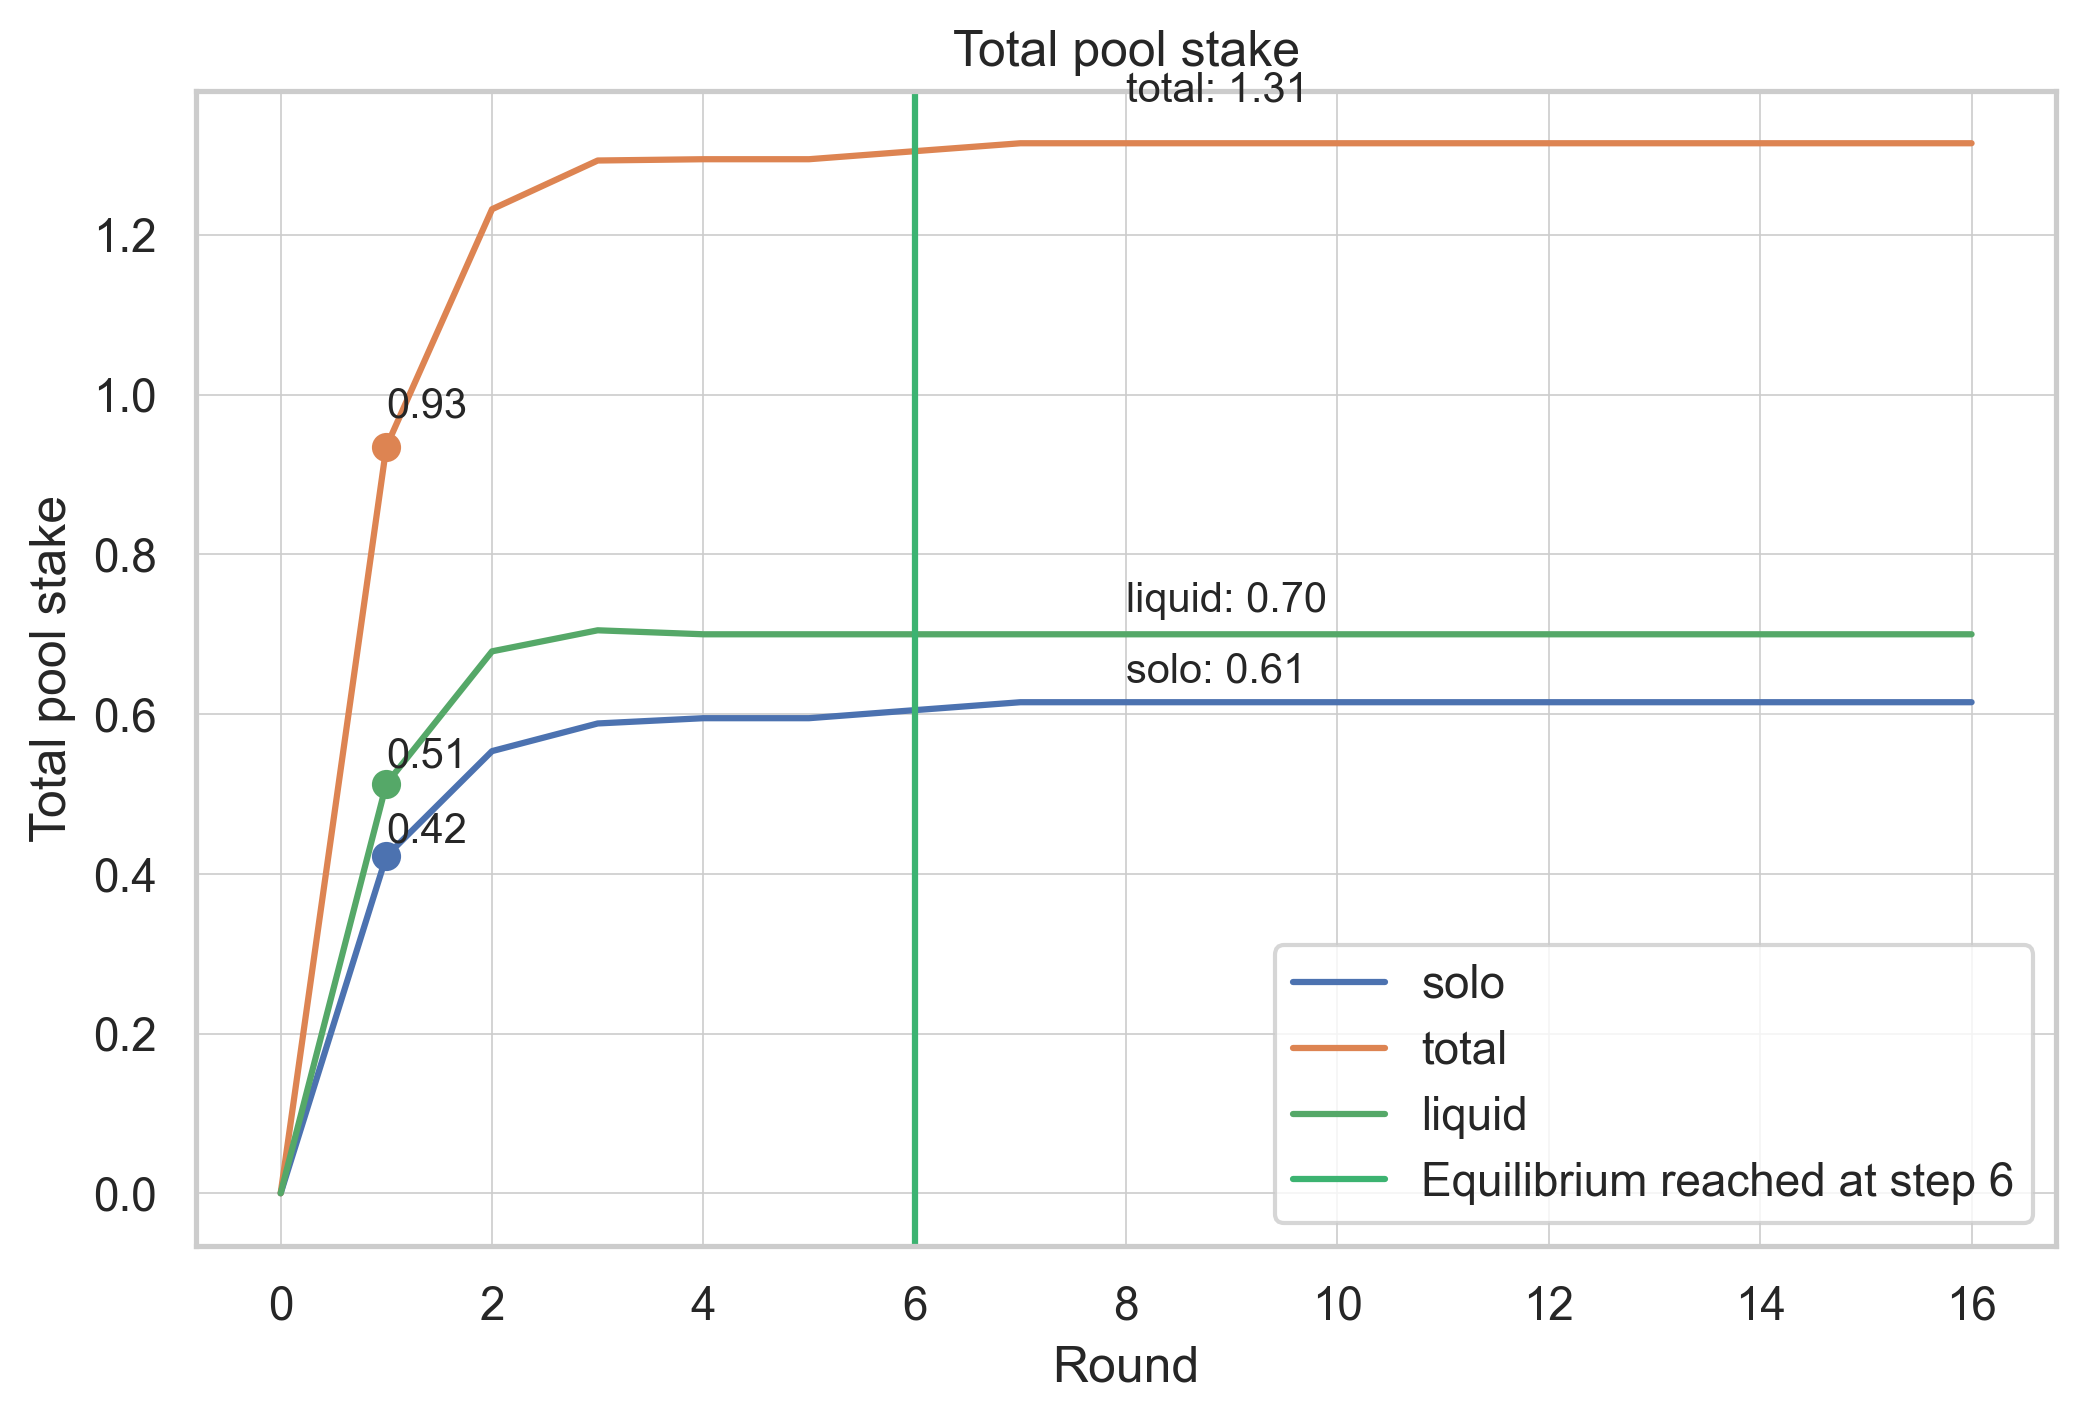 Total pool stake
total: 1.31
1.2
1.0
0.93
0.8
liquid: 0.70
solo: 0.61
0.6
0.51
0.42
0.4
0.2
0.0
Total pool stake
solo
total
liquid
Equilibrium reached at step 6
0 2 4 6 8 10 12 14 16
Round